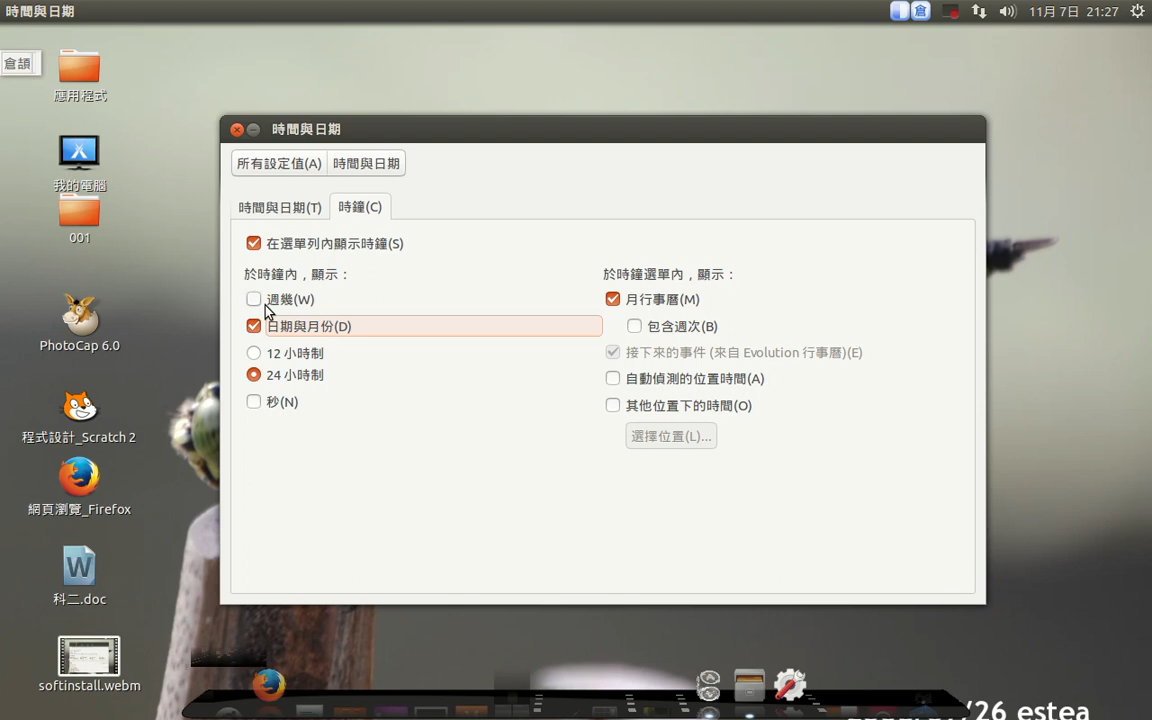 時間與日期
倉
11月 7日 21:27
倉頡
應用程式
我的電腦
001
PhotoCap 6.0
程式設計_Scratch 2
網頁瀏覽_Firefox
科二.doc
softinstall.webm
時間與日期
所有設定值(A)
時間與日期
時間與日期(T)
時鐘(C)
在選單列內顯示時鐘(S)
於時鐘內，顯示：
週幾(W)
日期與月份(D)
12 小時制
24 小時制
秒(N)
於時鐘選單內，顯示：
月行事曆(M)
包含週次(B)
接下來的事件 (來自 Evolution 行事曆)(E)
自動偵測的位置時間(A)
其他位置下的時間(O)
選擇位置(L)...
/26 estea